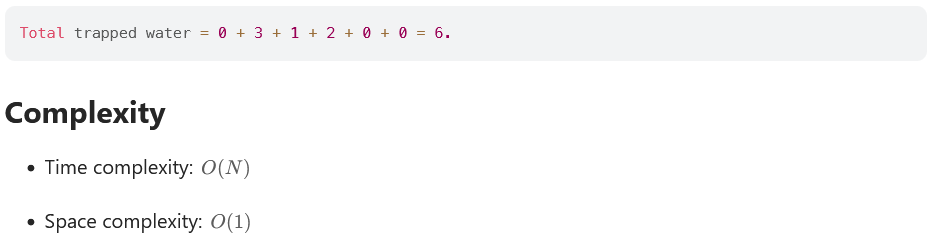 Total trapped water = 0 + 3 + 1 + 2 + 0 + 0 = 6.
Complexity
• Time complexity: O(N)
• Space complexity: O(1)